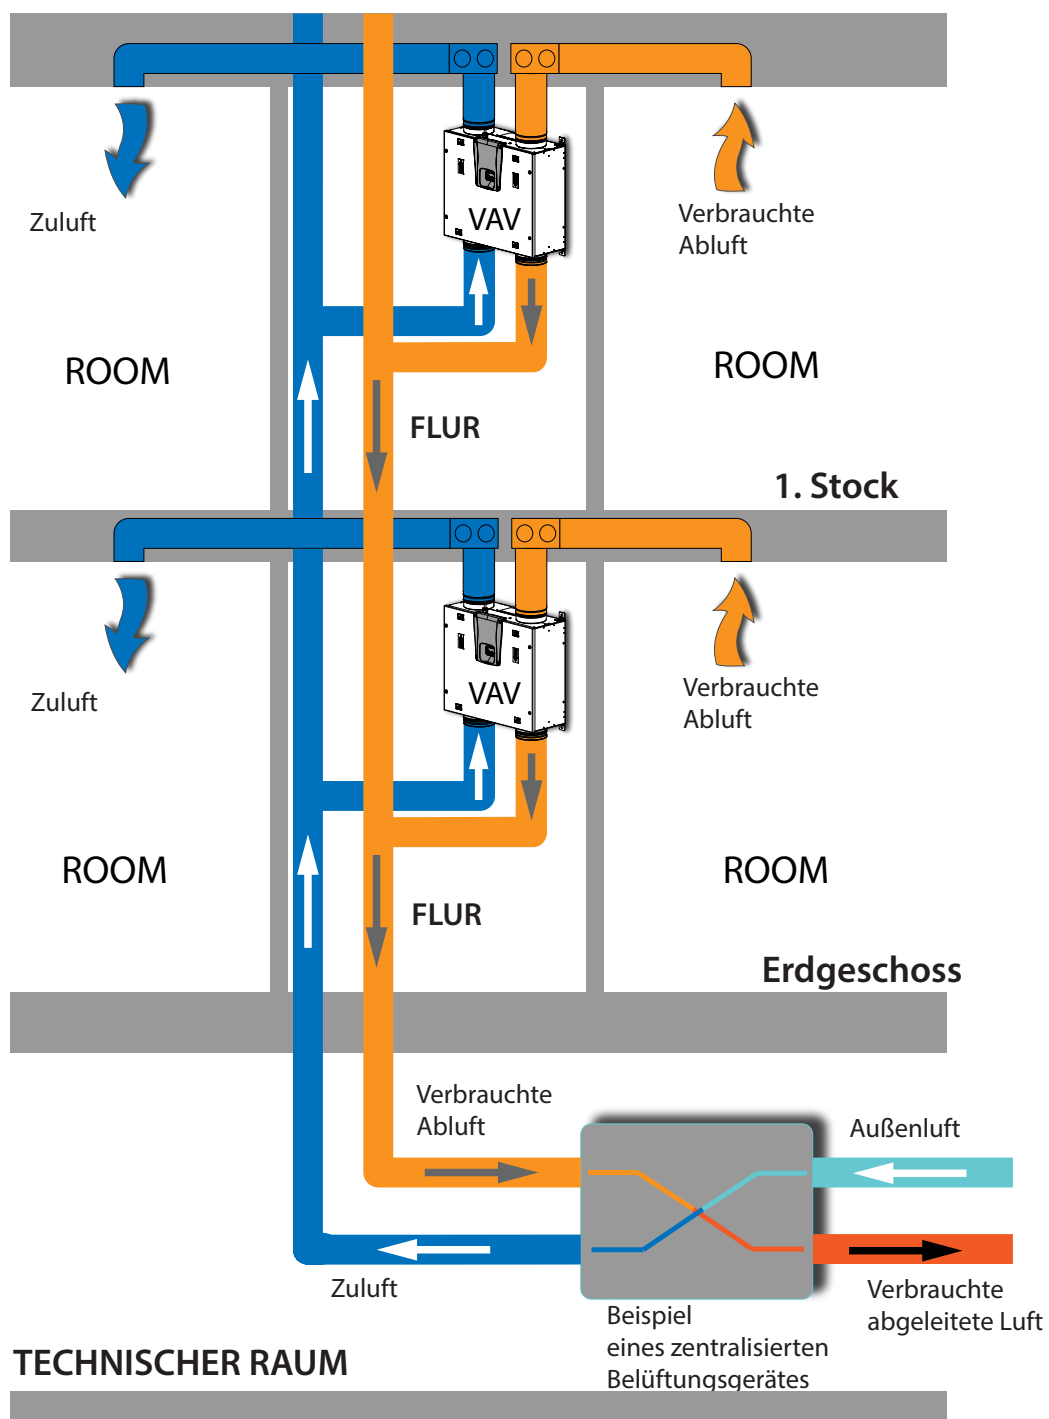 Zuluft
VAV
Verbrauchte
Abluft
ROOM
ROOM
FLUR
1. Stock
Zuluft
VAV
Verbrauchte
Abluft
ROOM
ROOM
FLUR
Erdgeschoss
Verbrauchte
Abluft
Außenluft
Zuluft
Verbrauchte
abgeleitete Luft
Beispiel
eines zentralisierten
Belüftungsgerätes
TECHNISCHER RAUM